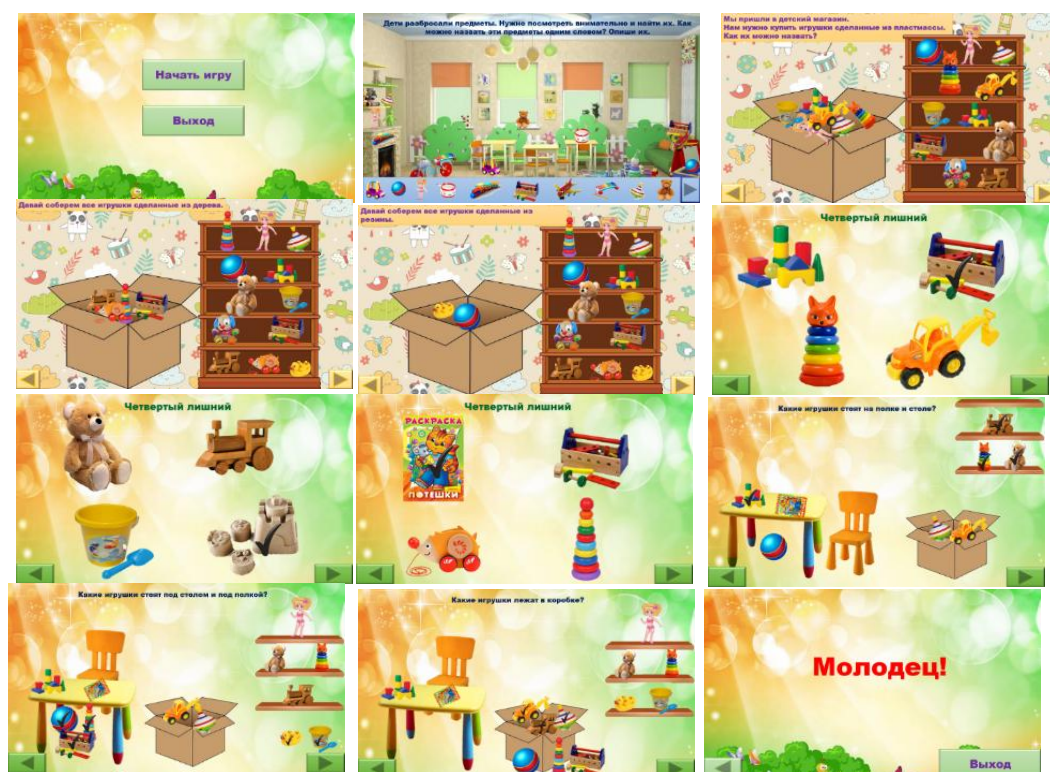 Начать игру
Выход
Дети разбросали предметы. Нужно посмотреть внимательно и найти их. Как
можно назвать эти предметы одним словом? Опиши их.
Мы пришли в детский магазин.
Нам нужно купить игрушки сделанные из пластмассы.
Как их можно назвать?
Давай соберем все игрушки сделанные из дерева.
Давай соберем все игрушки сделанные из
резины.
Четвертый лишний
Четвертый лишний
Четвертый лишний
РАСКРАСКА
ПОТЕШКИ
Какие игрушки стоят на полке и столе?
Какие игрушки стоят под столом и под полкой?
Какие игрушки лежат в коробке?
Молодец!
Выход